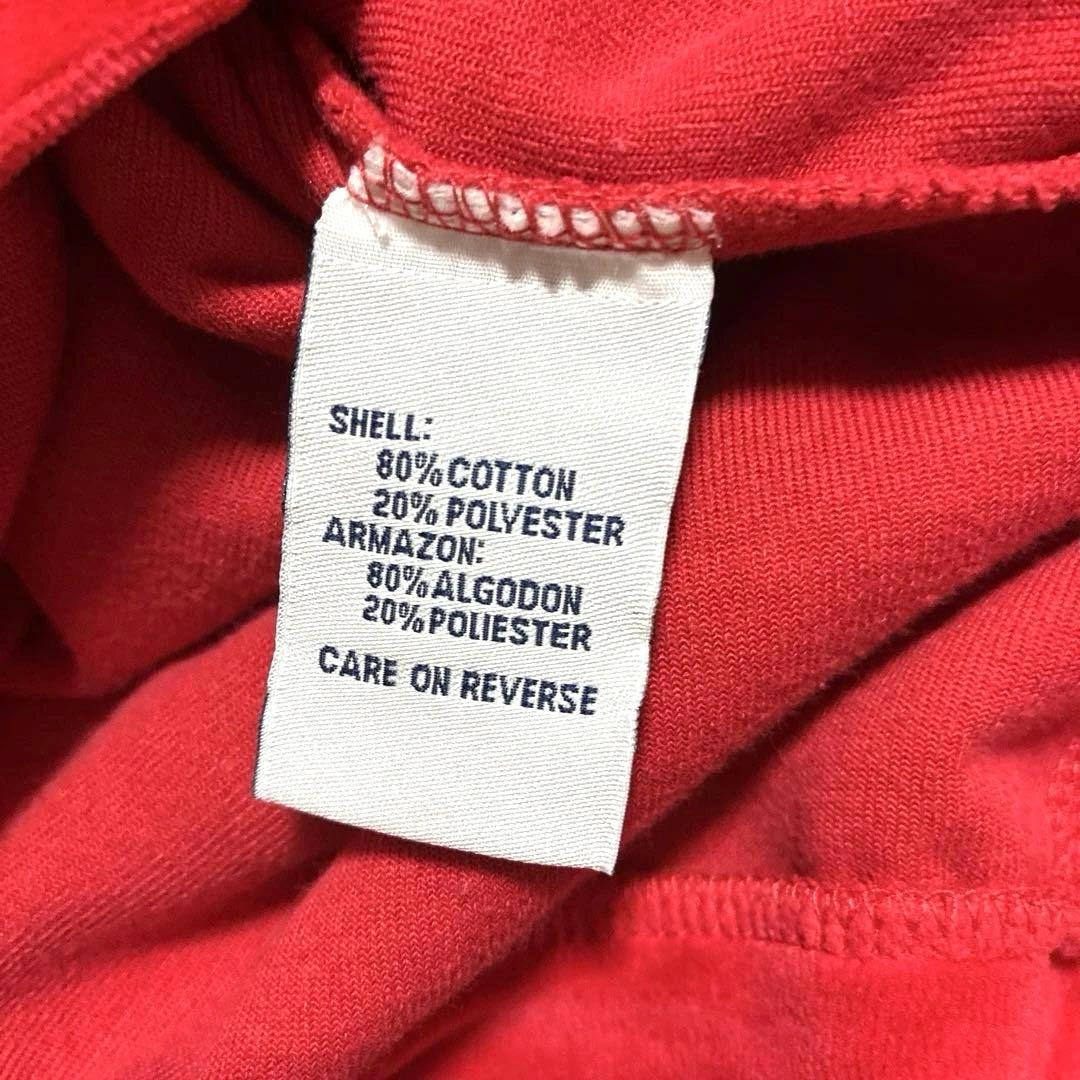 SHELL:
80% COTTON
20% POLYESTER
ARMAZON:
80% ALGODON
20% POLIESTER
CARE ON REVERSE